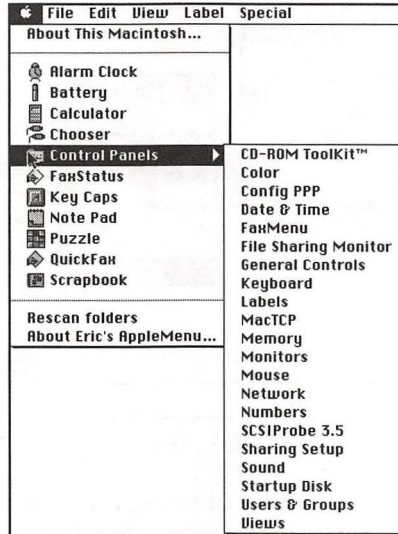 File Edit View Label Special
About This Macintosh...
Alarm Clock
Battery
Calculator
Chooser
Control Panels
FaxStatus
Key Caps
Note Pad
Puzzle
QuickFax
Scrapbook
Rescan folders
About Eric's AppleMenu...
CD-ROM ToolKit™
Color
Config PPP
Date & Time
FaxMenu
File Sharing Monitor
General Controls
Keyboard
Labels
MacTCP
Memory
Monitors
Mouse
Network
Numbers
SCSIProbe 3.5
Sharing Setup
Sound
Startup Disk
Users & Groups
Views